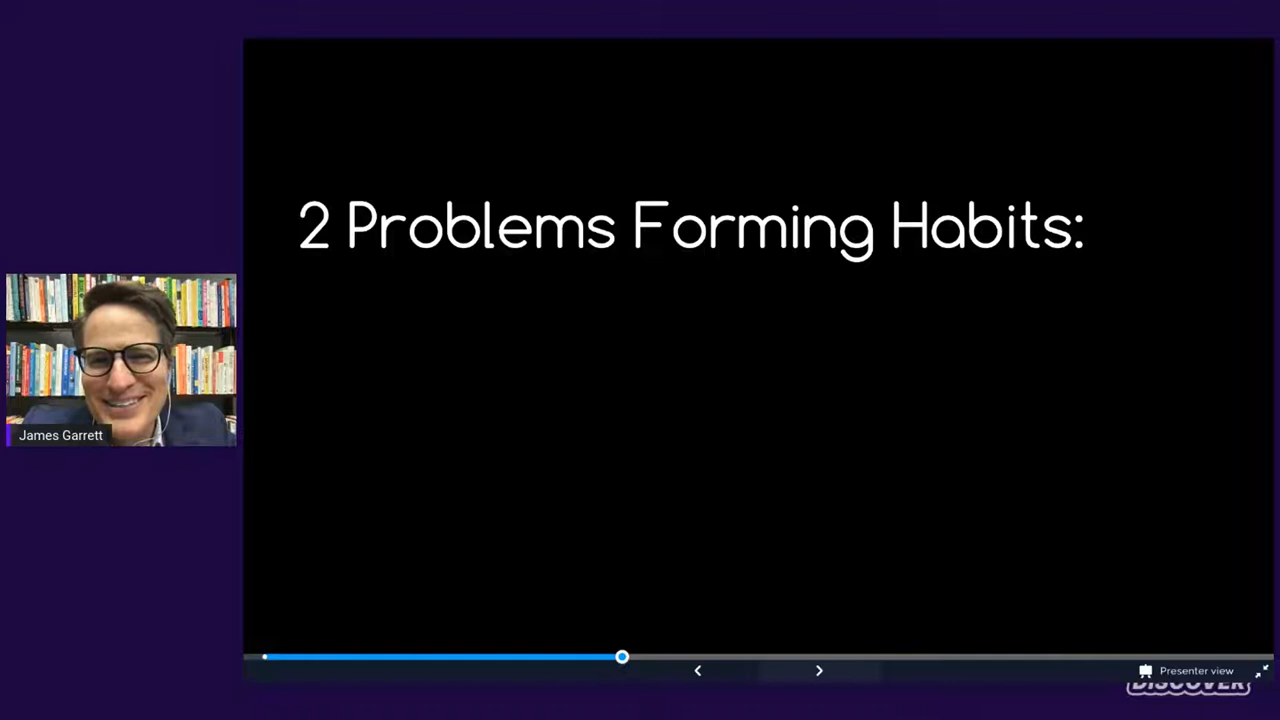 2 Problems Forming Habits:
James Garrett
Presenter view
DISCOVER